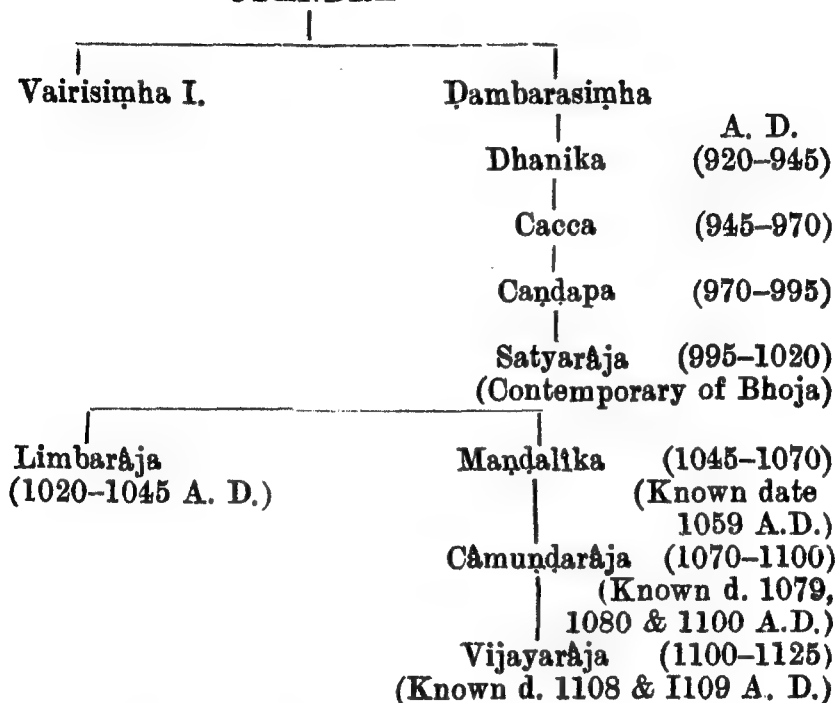 Vairisiṃha I. Ḍambarasiṃha
A. D.
Dhanika (920–945)
Cacca (945–970)
Caṇḍapa (970–995)
Satyarâja (995–1020)
(Contemporary of Bhoja)
Limbarâja Maṇḍalîka (1045–1070)
(1020–1045 A. D.) (Known date
1059 A.D.)
Câmuṇḍarâja (1070–1100)
(Known d. 1079,
1080 & 1100 A.D.)
Vijayarâja (1100–1125)
(Known d. 1108 & I109 A. D.)